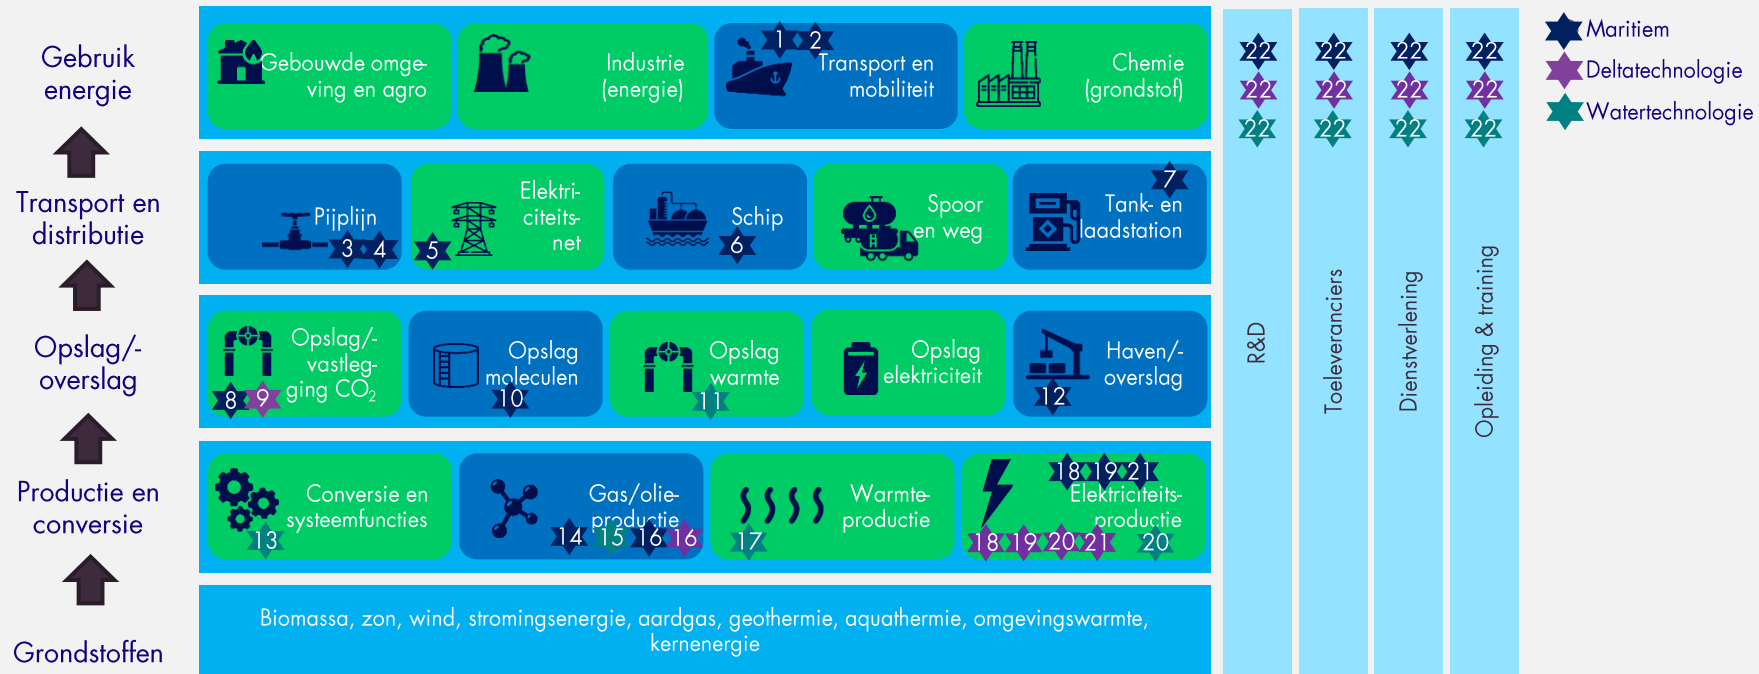 Gebruik
energie
Transport en
distributie
Opslag/-
overslag
Productie en
conversie
Grondstoffen
Gebouwde omge-
ving en agro
Industrie
(energie)
1 2
Transport en
mobiliteit
Chemie
(grondstof)
Pijplijn
3 4
Elektri-
citeits-
net
5
Schip
6
Spoor
en weg
7
Tank- en
laadstation
Opslag/-
vastleg-
ging CO2
8 9
Opslag
moleculen
10
Opslag
warmte
11
Opslag
elektriciteit
Haven/-
overslag
12
Conversie en
systeemfuncties
13
Gas/olie-
productie
14 15 16 16
Warmte-
productie
17
18 19 21
Elektriciteits-
productie
18 19 20 21 20
Biomassa, zon, wind, stromingsenergie, aardgas, geothermie, aquathermie, omgevingswarmte,
kernenergie
22 22 22 22
22 22 22 22
22 22 22 22
R&D
Toeleveranciers
Dienstverlening
Opleiding & training
Maritiem
Deltatechnologie
Watertechnologie